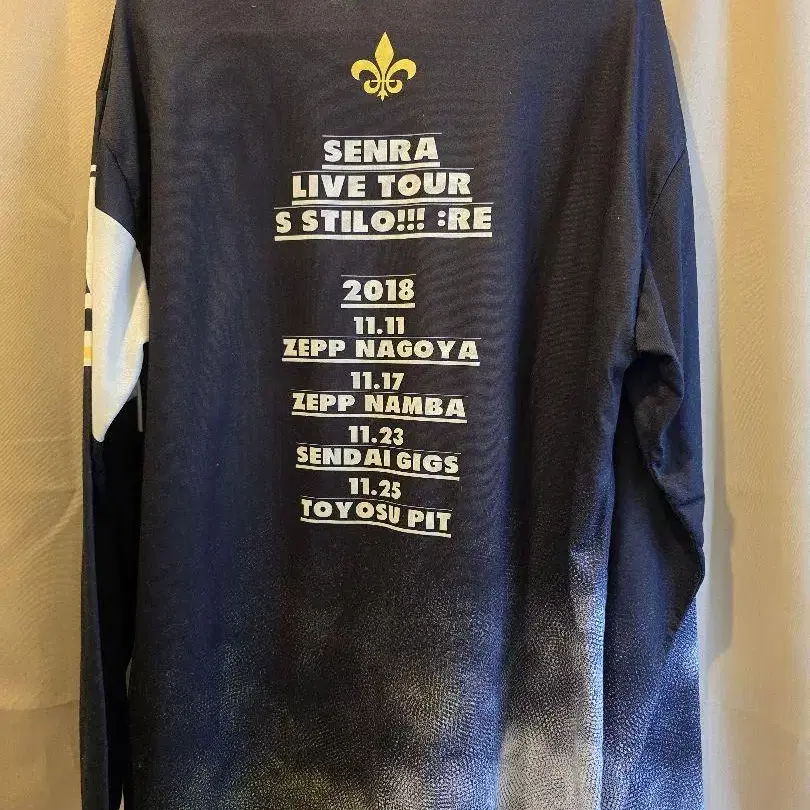 SENRA
LIVE TOUR
S STILO!!! :RE
2018
11.11
ZEPP NAGOYA
11.17
ZEPP NAMBA
11.23
SENDAI GIGS
11.25
TOYOSU PIT